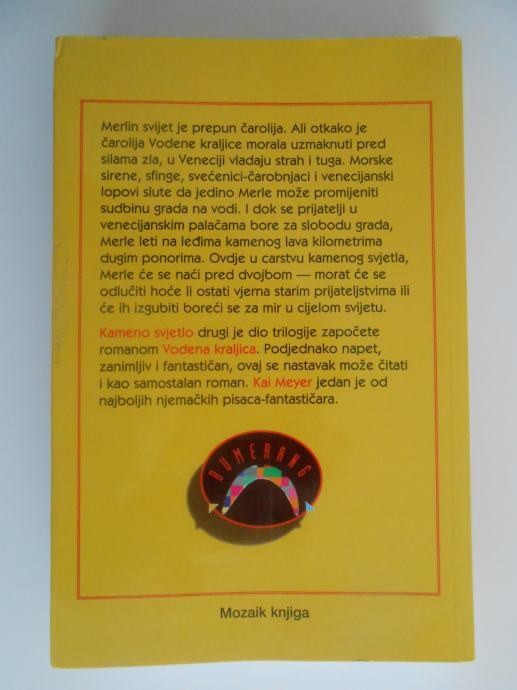 Merlin svijet je prepun čarolija. Ali otkako je
čarolija Vodene kraljice morala uzmaknuti pred
silama zla, u Veneciji vladaju strah i tuga. Morske
sirene, sfinge, svećenici-čarobnjaci i venecijanski
lopovi slute da jedino Merle može promijeniti
sudbinu grada na vodi. I dok se prijatelji u
venecijanskim palačama bore za slobodu grada,
Merle leti na leđima kamenog lava kilometrima
dugim ponorima. Ovdje u carstvu kamenog svjetla,
Merle će se naći pred dvojbom — morat će se
odlučiti hoće li ostati vjerna starim prijateljstvima ili
će ih izgubiti boreći se za mir u cijelom svijetu.
Kameno svjetlo drugi je dio trilogije započete
romanom Vodena kraljica. Podjednako napet,
zanimljiv i fantastičan, ovaj se nastavak može čitati
i kao samostalan roman. Kai Meyer jedan je od
najboljih njemačkih pisaca-fantastičara.
BUMERANG
Mozaik knjiga